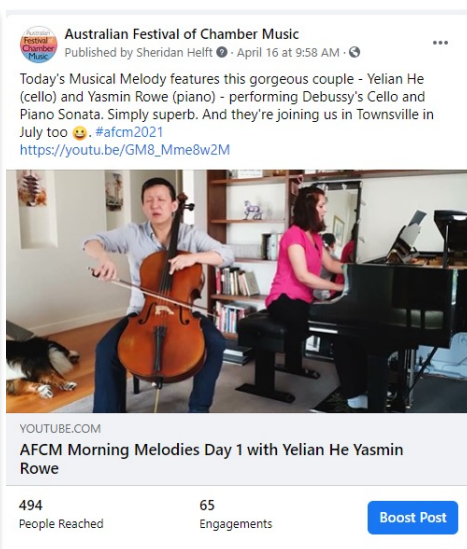 Australian
Festival
Chamber
Music
Australian Festival of Chamber Music
Published by Sheridan Helft · April 16 at 9:58 AM ·
Today's Musical Melody features this gorgeous couple - Yelian He
(cello) and Yasmin Rowe (piano) - performing Debussy's Cello and
Piano Sonata. Simply superb. And they're joining us in Townsville in
July too 😀. #afcm2021
https://youtu.be/GM8_Mme8w2M
YOUTUBE.COM
AFCM Morning Melodies Day 1 with Yelian He Yasmin
Rowe
494
People Reached
65
Engagements
Boost Post